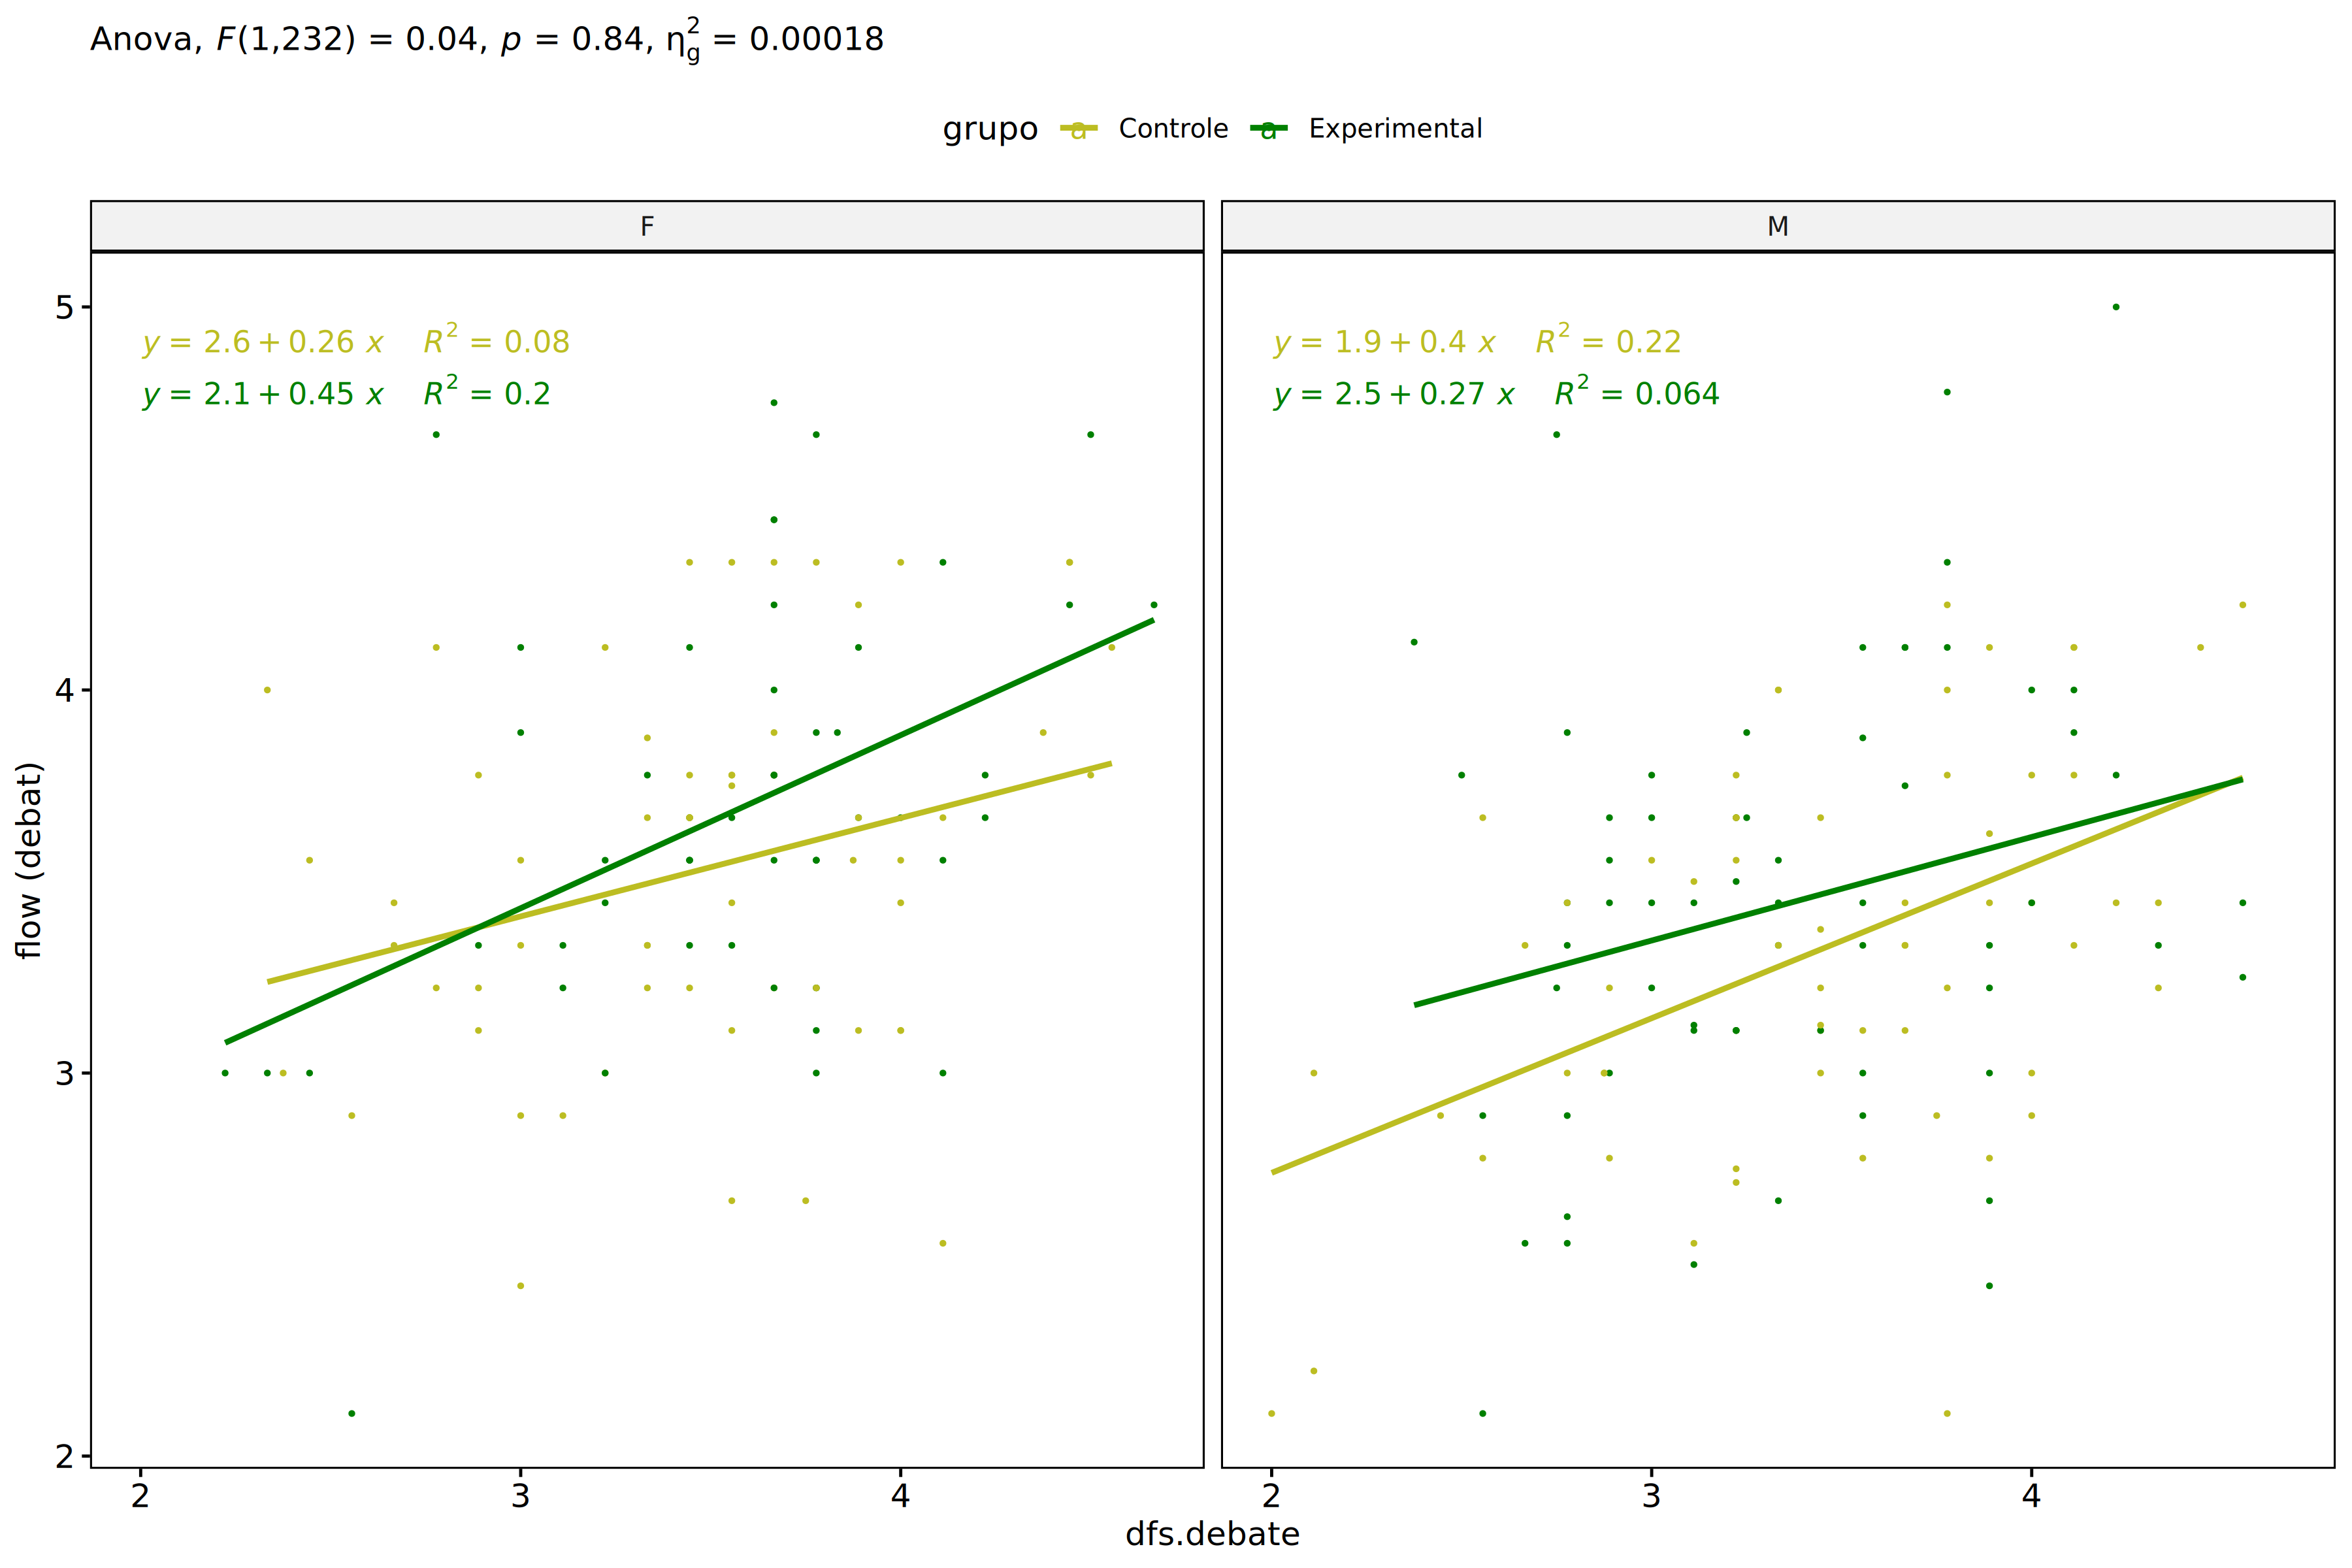 Anova, F(1,232) = 0.04, p = 0.84, η²g = 0.00018
grupo a Controle a Experimental
F
M
y = 2.6 + 0.26 x R² = 0.08
y = 2.1 + 0.45 x R² = 0.2
y = 1.9 + 0.4 x R² = 0.22
y = 2.5 + 0.27 x R² = 0.064
flow (debat)
5
4
3
2
2 3 4
2 3 4
dfs.debate